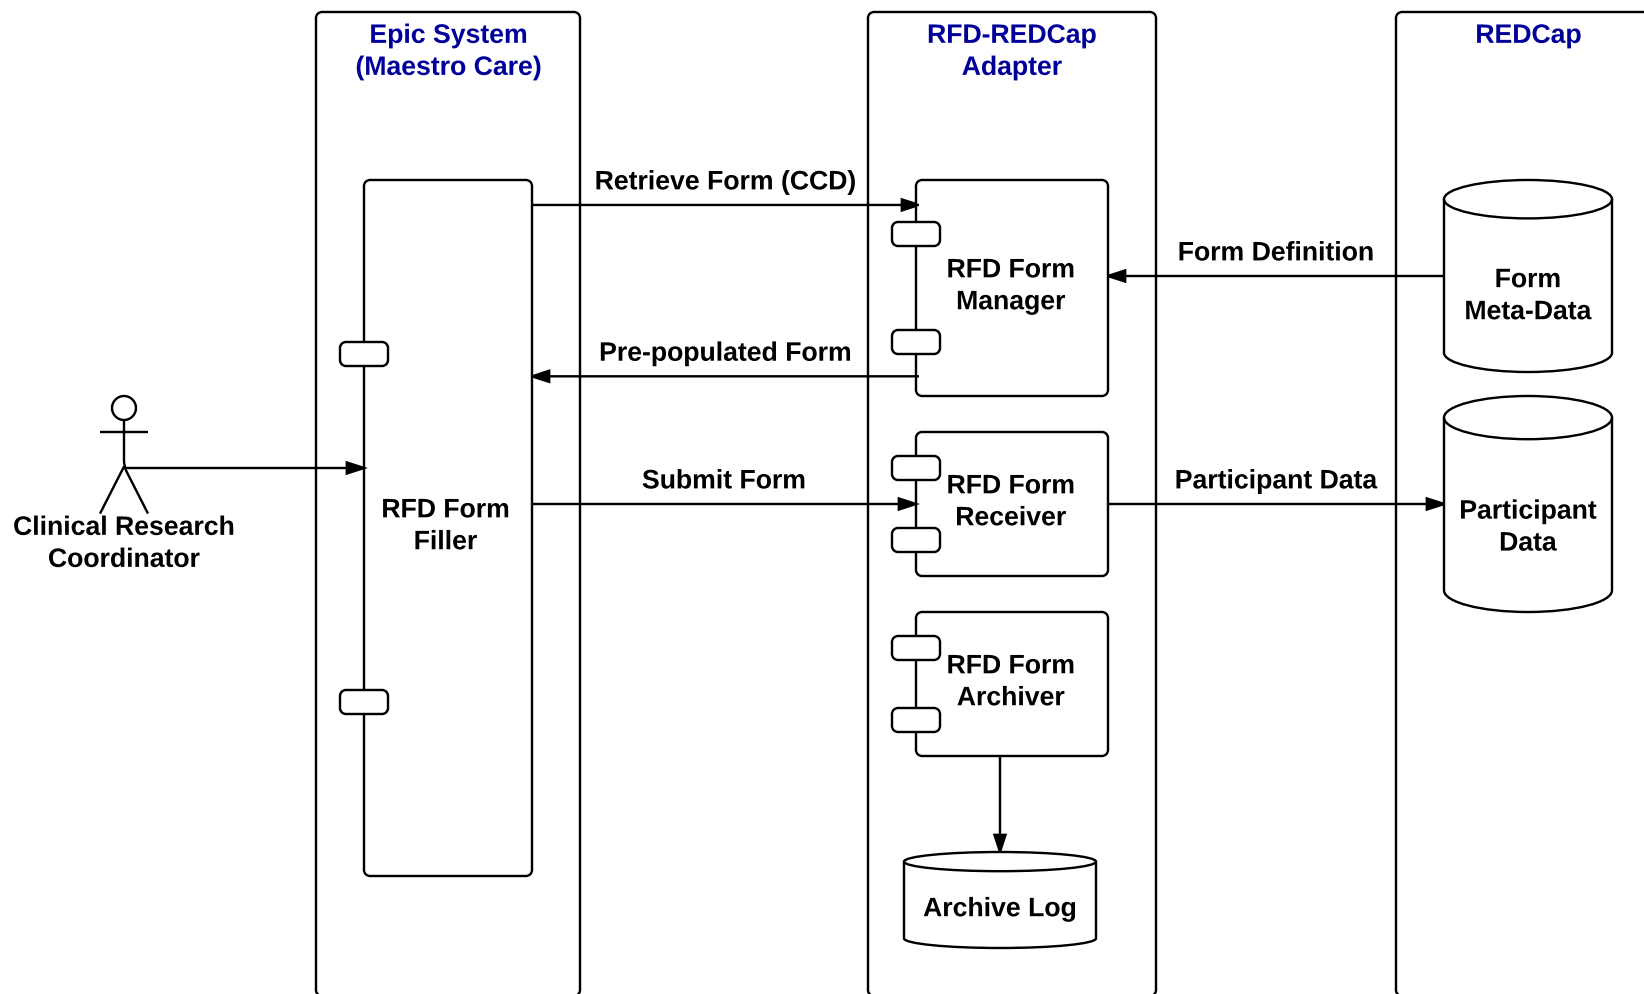 Epic System
(Maestro Care)
RFD-REDCap
Adapter
REDCap
Retrieve Form (CCD)
Form Definition
RFD Form
Manager
Form
Meta-Data
Pre-populated Form
Clinical Research
Coordinator
RFD Form
Filler
Submit Form
RFD Form
Receiver
Participant Data
Participant
Data
RFD Form
Archiver
Archive Log